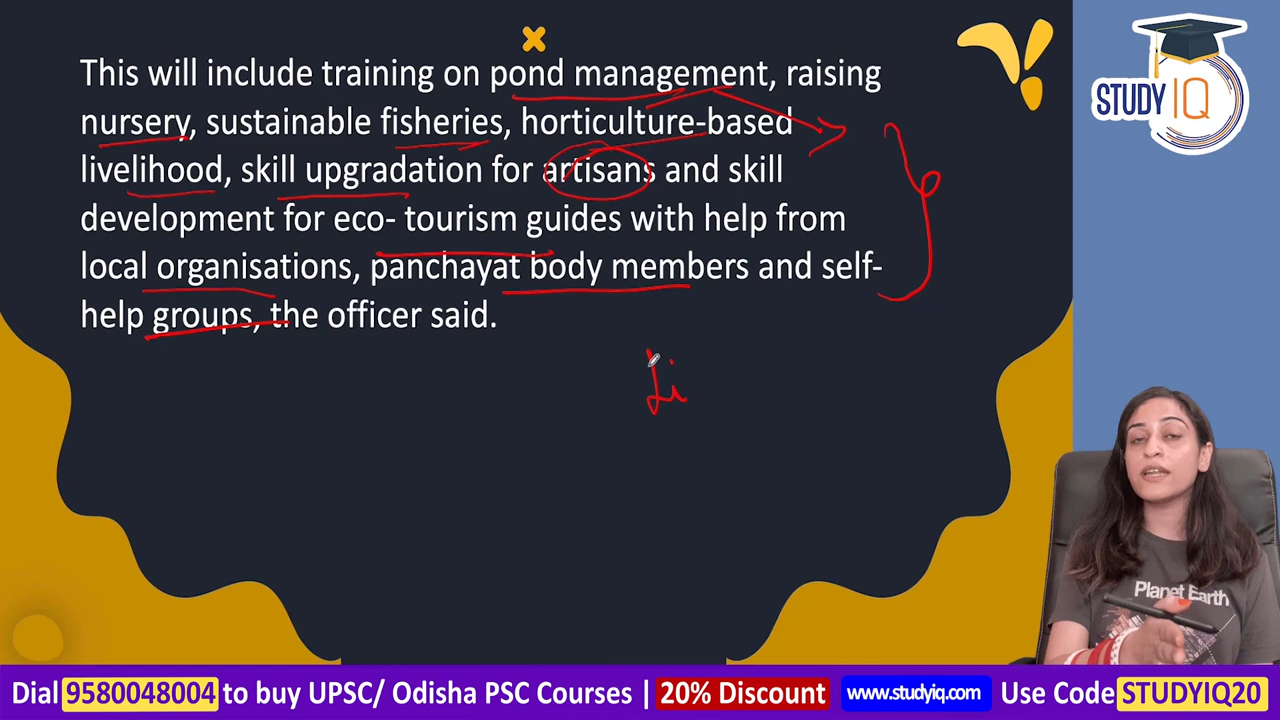 This will include training on pond management, raising
nursery, sustainable fisheries, horticulture-based
livelihood, skill upgradation for artisans and skill
development for eco- tourism guides with help from
local organisations, panchayat body members and self-
help groups, the officer said.
Li
STUDY IQ
Planet Earth
Dial 9580048004 to buy UPSC/ Odisha PSC Courses | 20% Discount www.studyiq.com Use Code STUDYIQ20